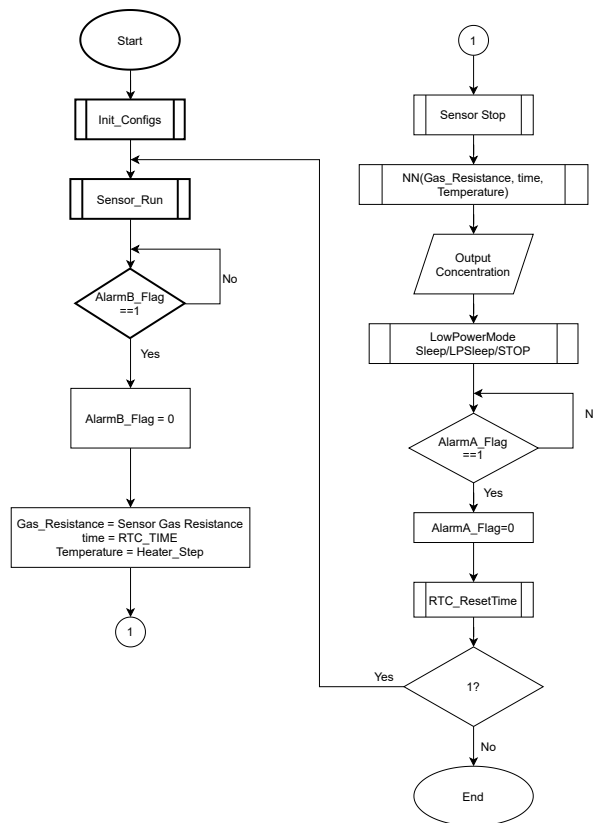 Start
Init_Configs
Sensor_Run
No
AlarmB_Flag
==1
Yes
AlarmB_Flag = 0
Gas_Resistance = Sensor Gas Resistance
time = RTC_TIME
Temperature = Heater_Step
1
1
Sensor Stop
NN(Gas_Resistance, time,
Temperature)
Output
Concentration
LowPowerMode
Sleep/LPSleep/STOP
N
AlarmA_Flag
==1
Yes
AlarmA_Flag=0
RTC_ResetTime
Yes
1?
No
End